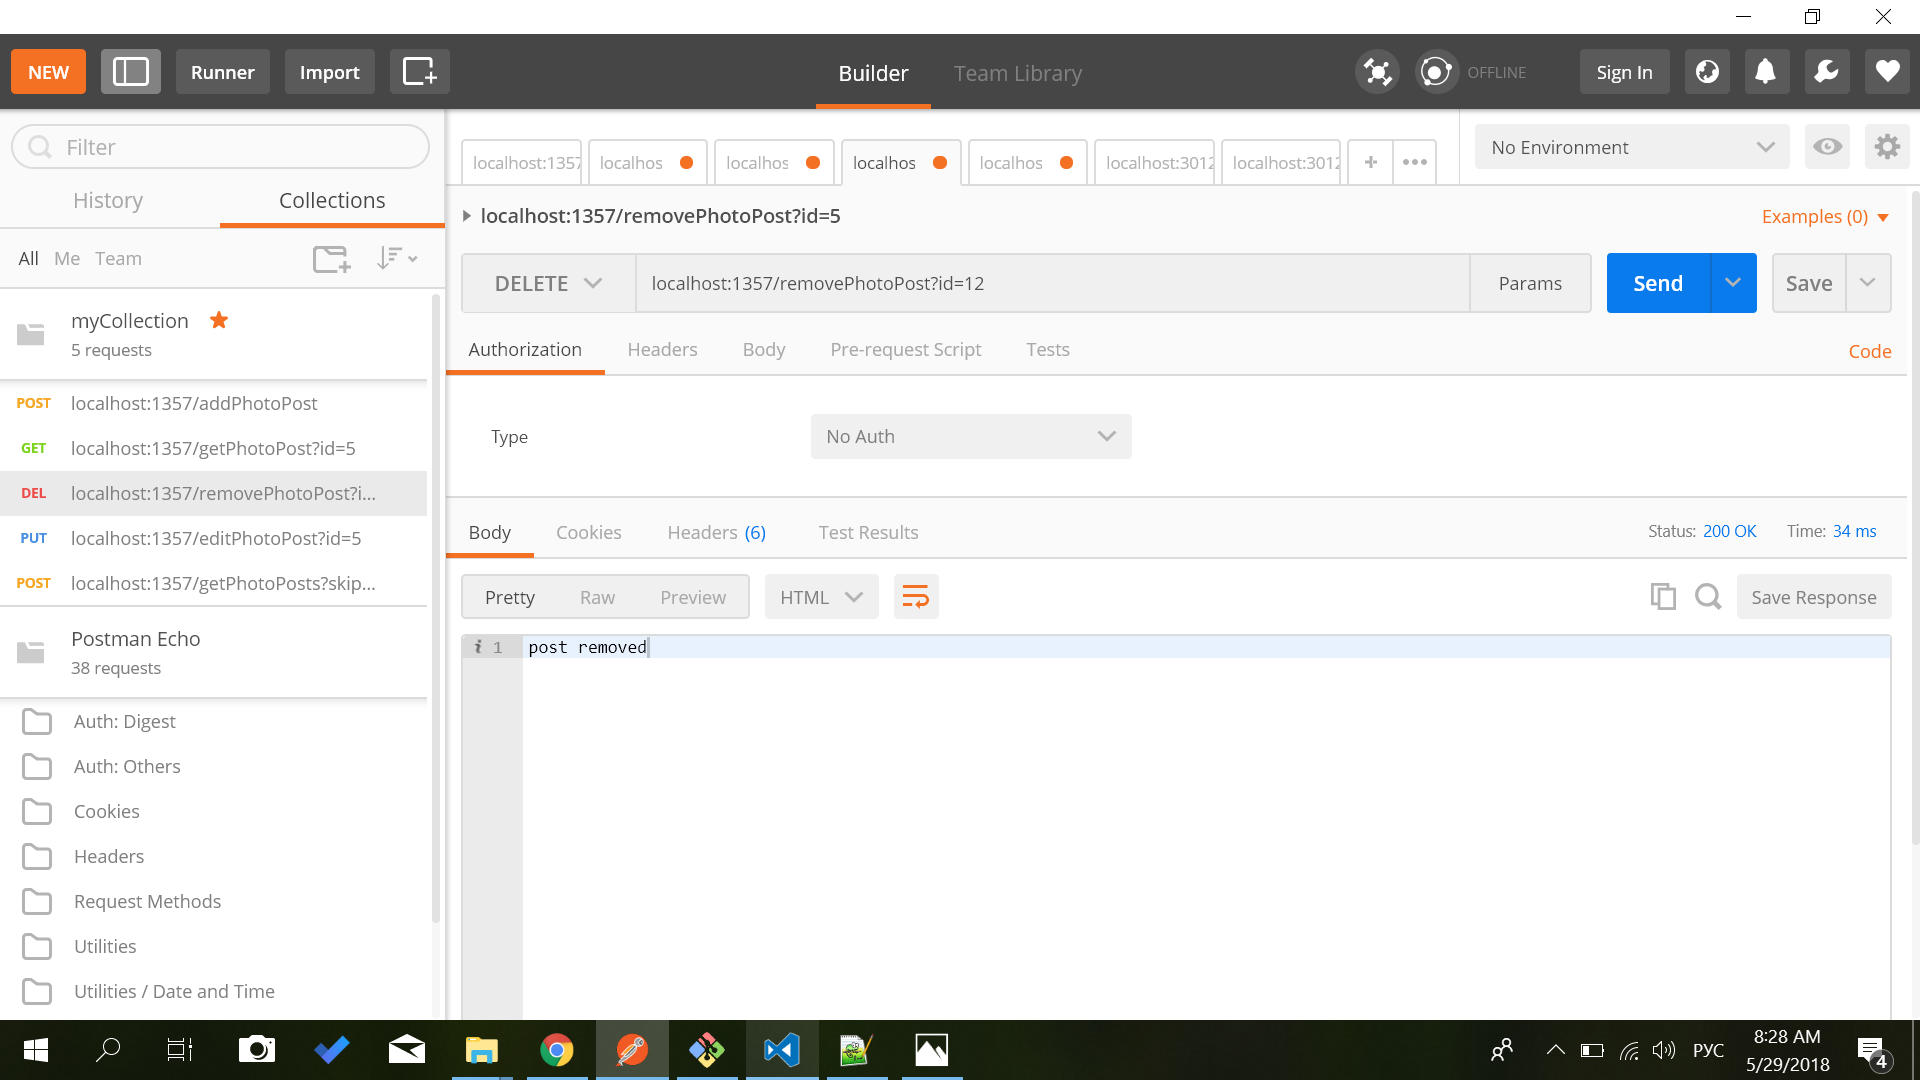 NEW
Runner
Import
Builder
Team Library
OFFLINE
Sign In
Filter
History
Collections
All Me Team
myCollection
5 requests
POST localhost:1357/addPhotoPost
GET localhost:1357/getPhotoPost?id=5
DEL localhost:1357/removePhotoPost?i...
PUT localhost:1357/editPhotoPost?id=5
POST localhost:1357/getPhotoPosts?skip...
Postman Echo
38 requests
Auth: Digest
Auth: Others
Cookies
Headers
Request Methods
Utilities
Utilities / Date and Time
localhost:1357 localhos localhos localhos localhos localhost:3012 localhost:3012 + •••
No Environment
localhost:1357/removePhotoPost?id=5
Examples (0)
DELETE localhost:1357/removePhotoPost?id=12 Params Send Save
Authorization Headers Body Pre-request Script Tests Code
Type No Auth
Body Cookies Headers (6) Test Results Status: 200 OK Time: 34 ms
Pretty Raw Preview HTML Save Response
i 1 post removed
РУС
8:28 AM
5/29/2018
4